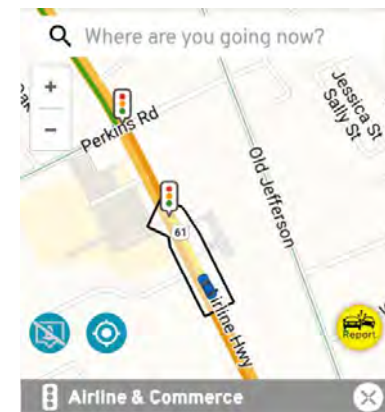 Where are you going now?
+
-
Perkins Rd
Jessica St
Sally St
Old Jefferson
61
Airline Hwy
Report
Airline & Commerce